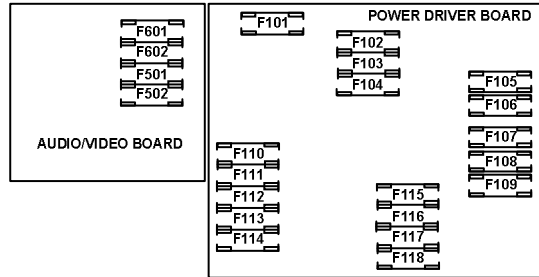 F601
F602
F501
F502
AUDIO/VIDEO BOARD
POWER DRIVER BOARD
F101
F102
F103
F104
F105
F106
F107
F108
F109
F110
F111
F112
F113
F114
F115
F116
F117
F118